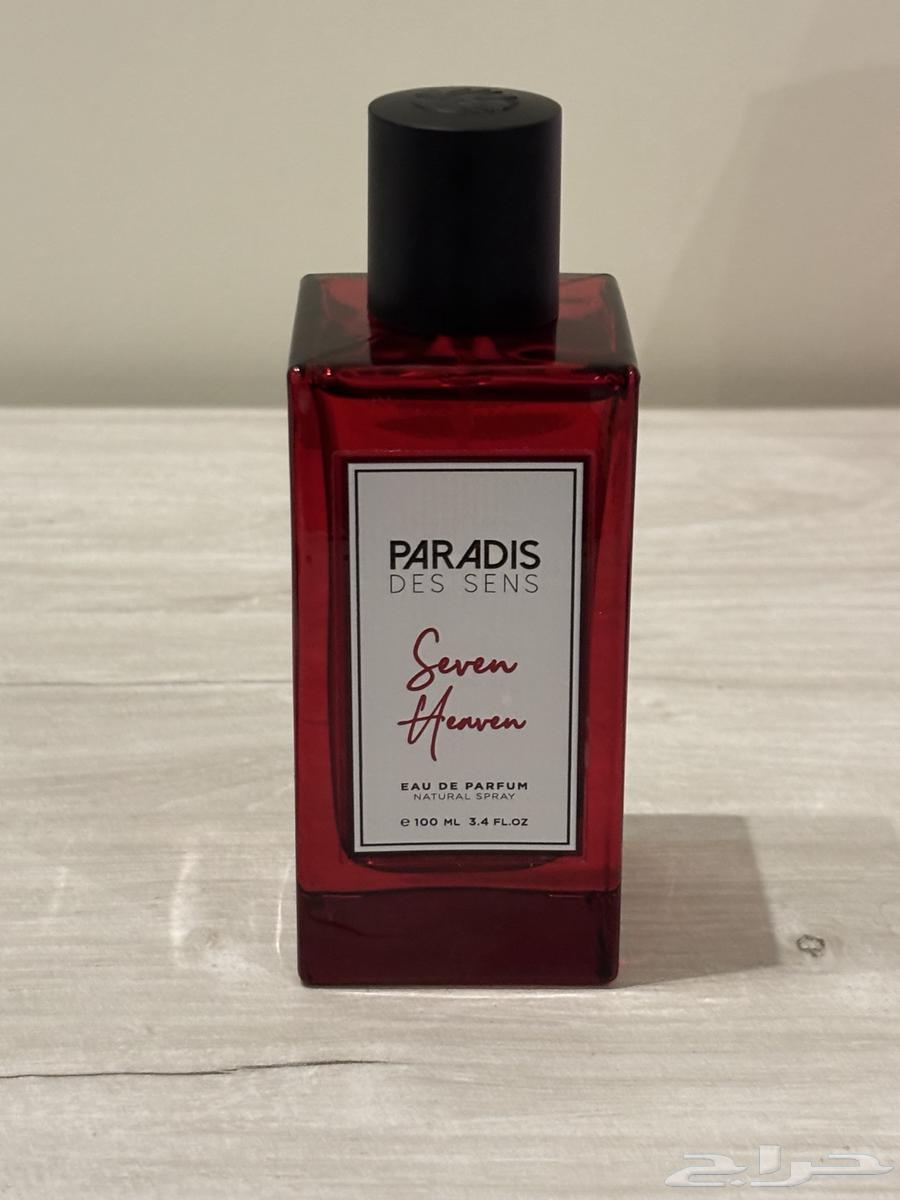 PARADIS
DES SENS
Seven
Heaven
EAU DE PARFUM
NATURAL SPRAY
℮ 100 ML 3.4 FL.OZ
حراج